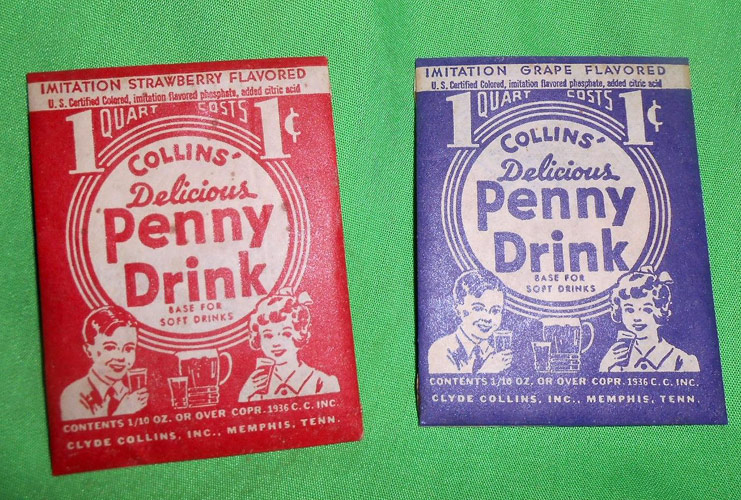 IMITATION STRAWBERRY FLAVORED
U.S. Certified Colored, imitation flavored phosphate, added citric acid
1 QUART COSTS 1¢
COLLINS'
Delicious
Penny
Drink
BASE FOR
SOFT DRINKS
CONTENTS 1/10 OZ. OR OVER COPR. 1936 C.C. INC.
CLYDE COLLINS, INC., MEMPHIS, TENN.
IMITATION GRAPE FLAVORED
U.S. Certified Colored, imitation flavored phosphate, added citric acid
1 QUART COSTS 1¢
COLLINS'
Delicious
Penny
Drink
BASE FOR
SOFT DRINKS
CONTENTS 1/10 OZ. OR OVER COPR. 1936 C.C. INC.
CLYDE COLLINS, INC., MEMPHIS, TENN.